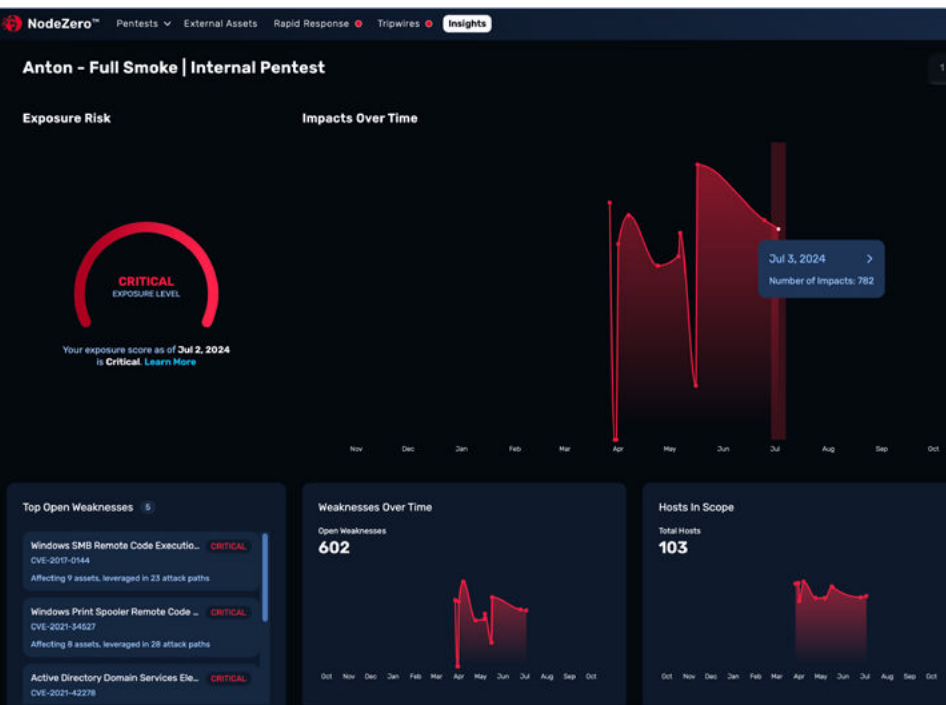 NodeZero™ Pentests External Assets Rapid Response Tripwires Insights
Anton - Full Smoke | Internal Pentest
1
Exposure Risk
CRITICAL
EXPOSURE LEVEL
Your exposure score as of Jul 2, 2024
is Critical. Learn More
Impacts Over Time
Jul 3, 2024
Number of Impacts: 782
Nov Dec Jan Feb Mar Apr May Jun Jul Aug Sep Oct
Top Open Weaknesses 5
Windows SMB Remote Code Executio... CRITICAL
CVE-2017-0144
Affecting 9 assets, leveraged in 23 attack paths
Windows Print Spooler Remote Code ... CRITICAL
CVE-2021-34527
Affecting 8 assets, leveraged in 28 attack paths
Active Directory Domain Services Ele... CRITICAL
CVE-2021-42278
Weaknesses Over Time
Open Weaknesses
602
Oct Nov Dec Jan Feb Mar Apr May Jun Jul Aug Sep Oct
Hosts In Scope
Total Hosts
103
Oct Nov Dec Jan Feb Mar Apr May Jun Jul Aug Sep Oct